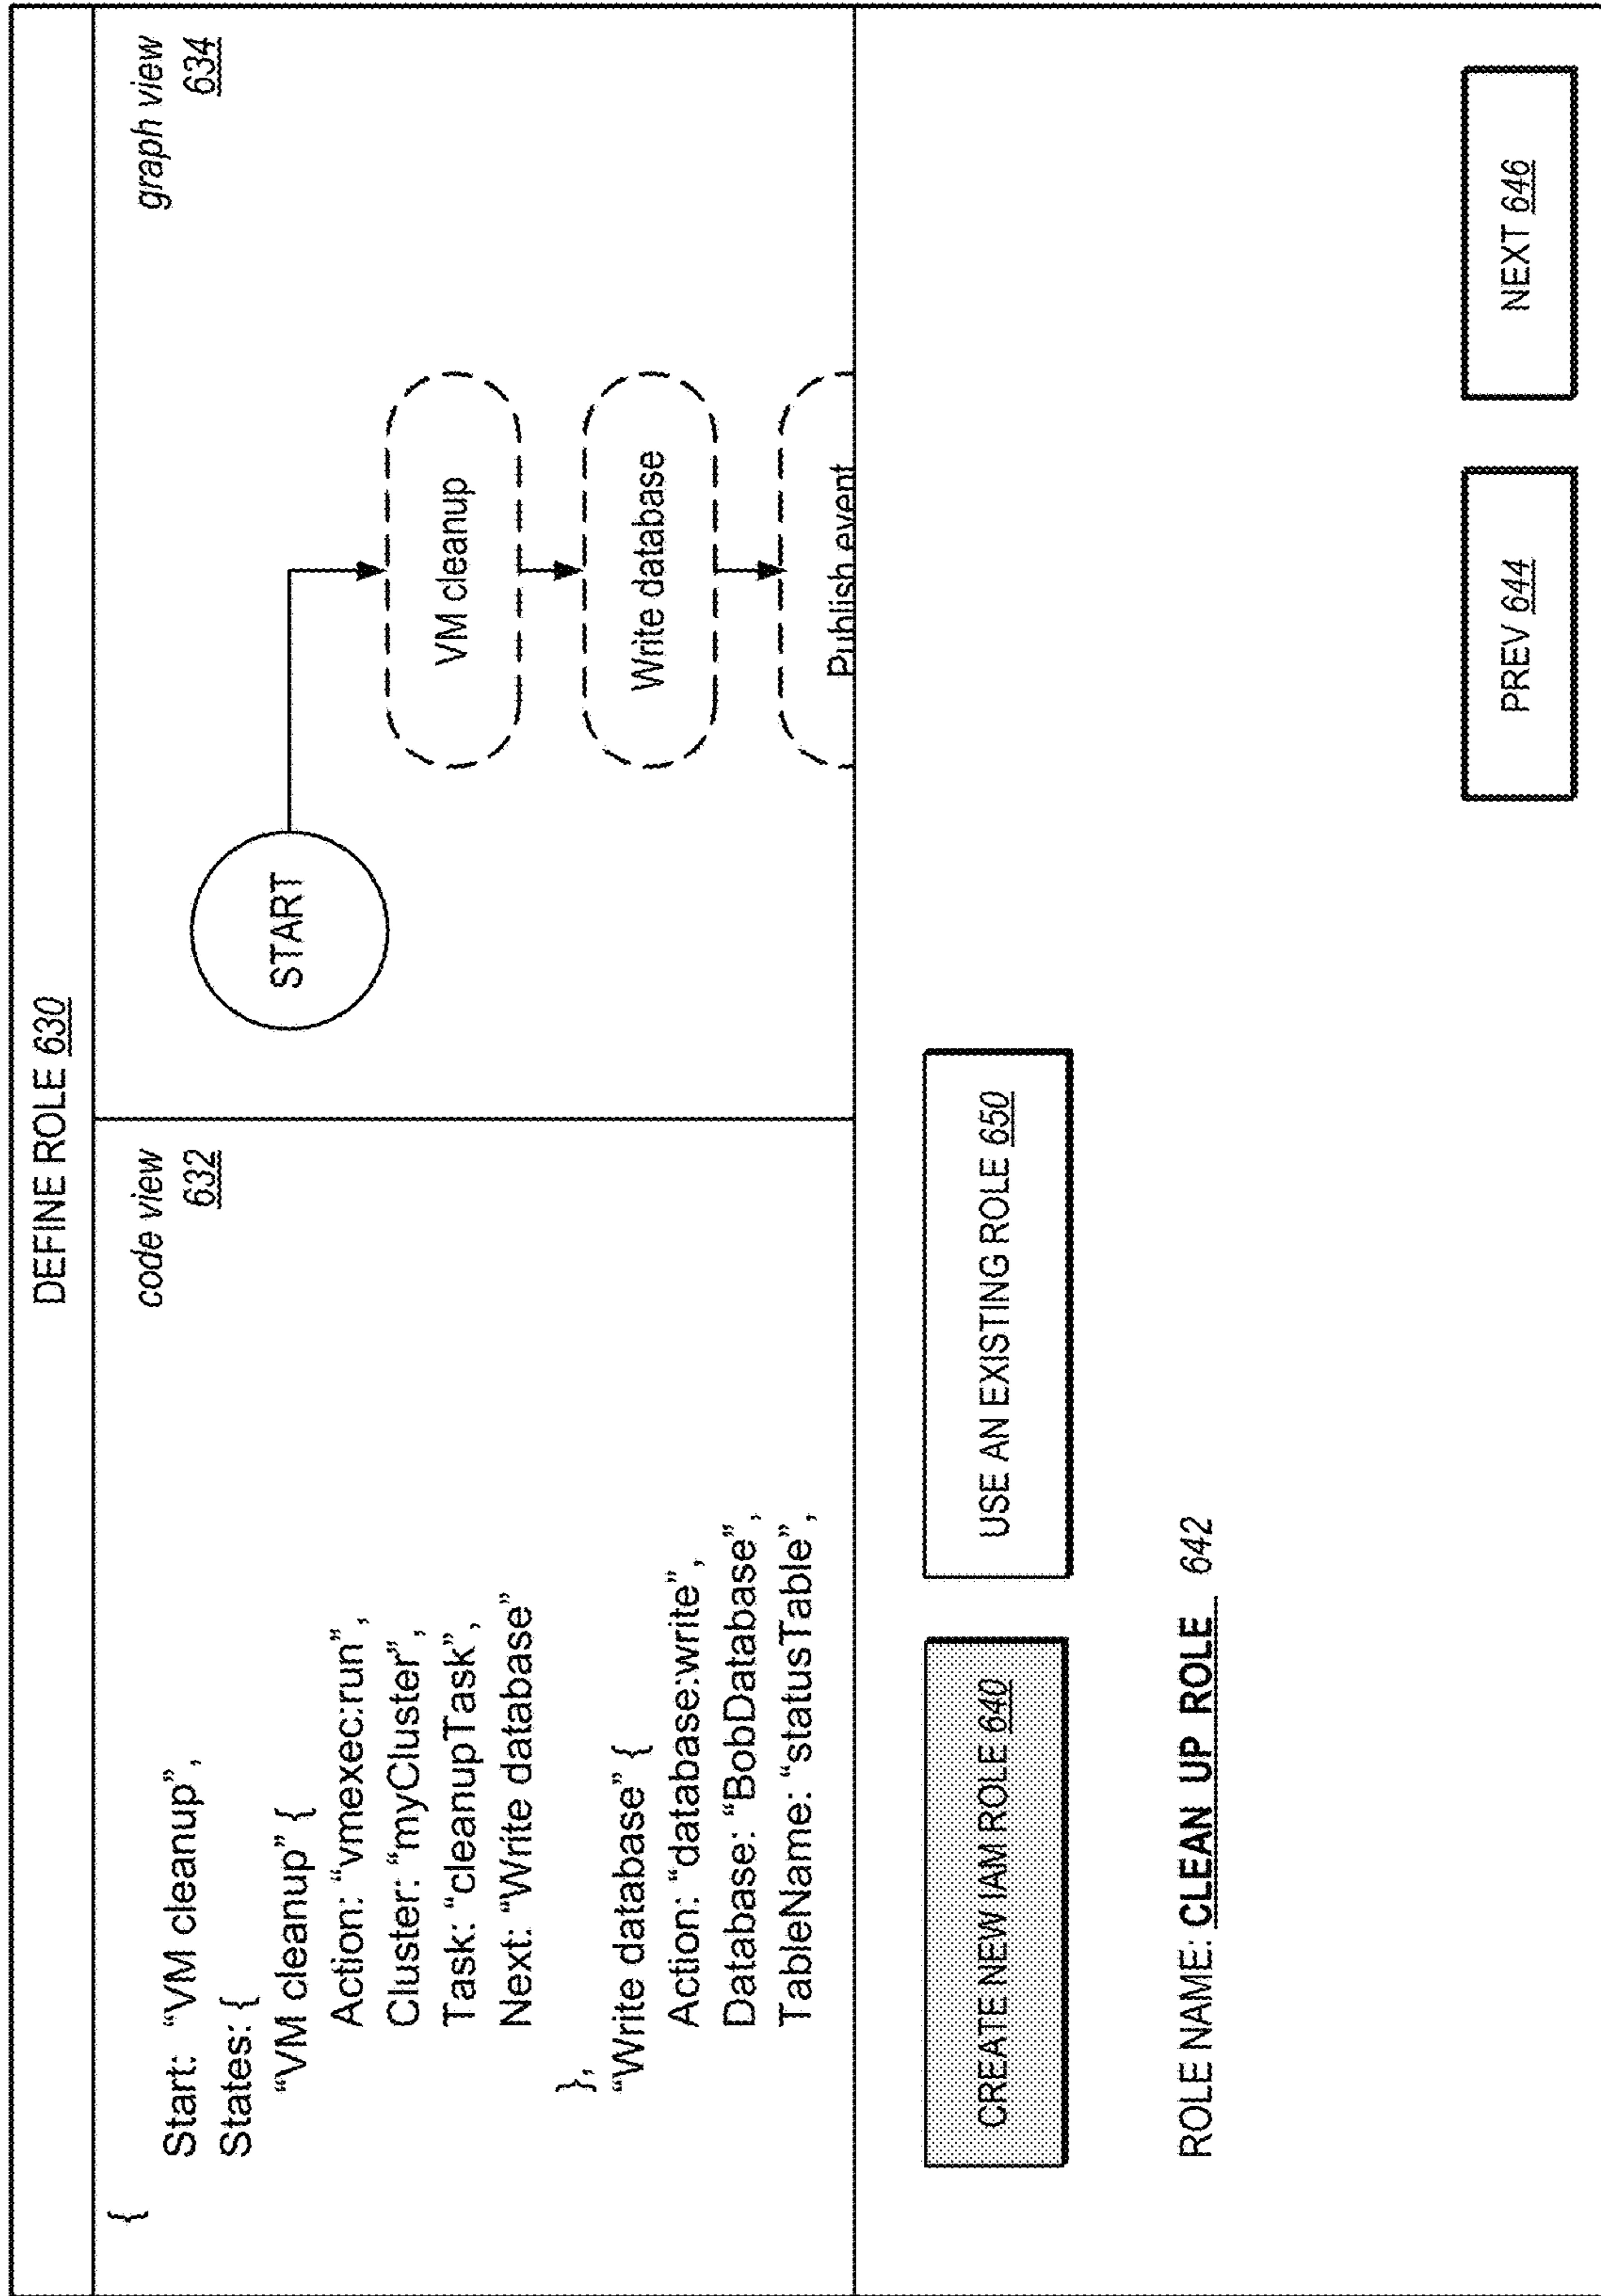 DEFINE ROLE 630
code view
632
{
Start: “VM cleanup”,
States: {
“VM cleanup” {
Action: “vmexec:run”,
Cluster: “myCluster”,
Task: “cleanupTask”,
Next: “Write database”
},
“Write database” {
Action: “database:write”,
Database: “BobDatabase”,
TableName: “statusTable”,
graph view
634
START
VM cleanup
Write database
Publish event
CREATE NEW IAM ROLE 640
USE AN EXISTING ROLE 650
ROLE NAME: CLEAN UP ROLE 642
PREV 644
NEXT 646